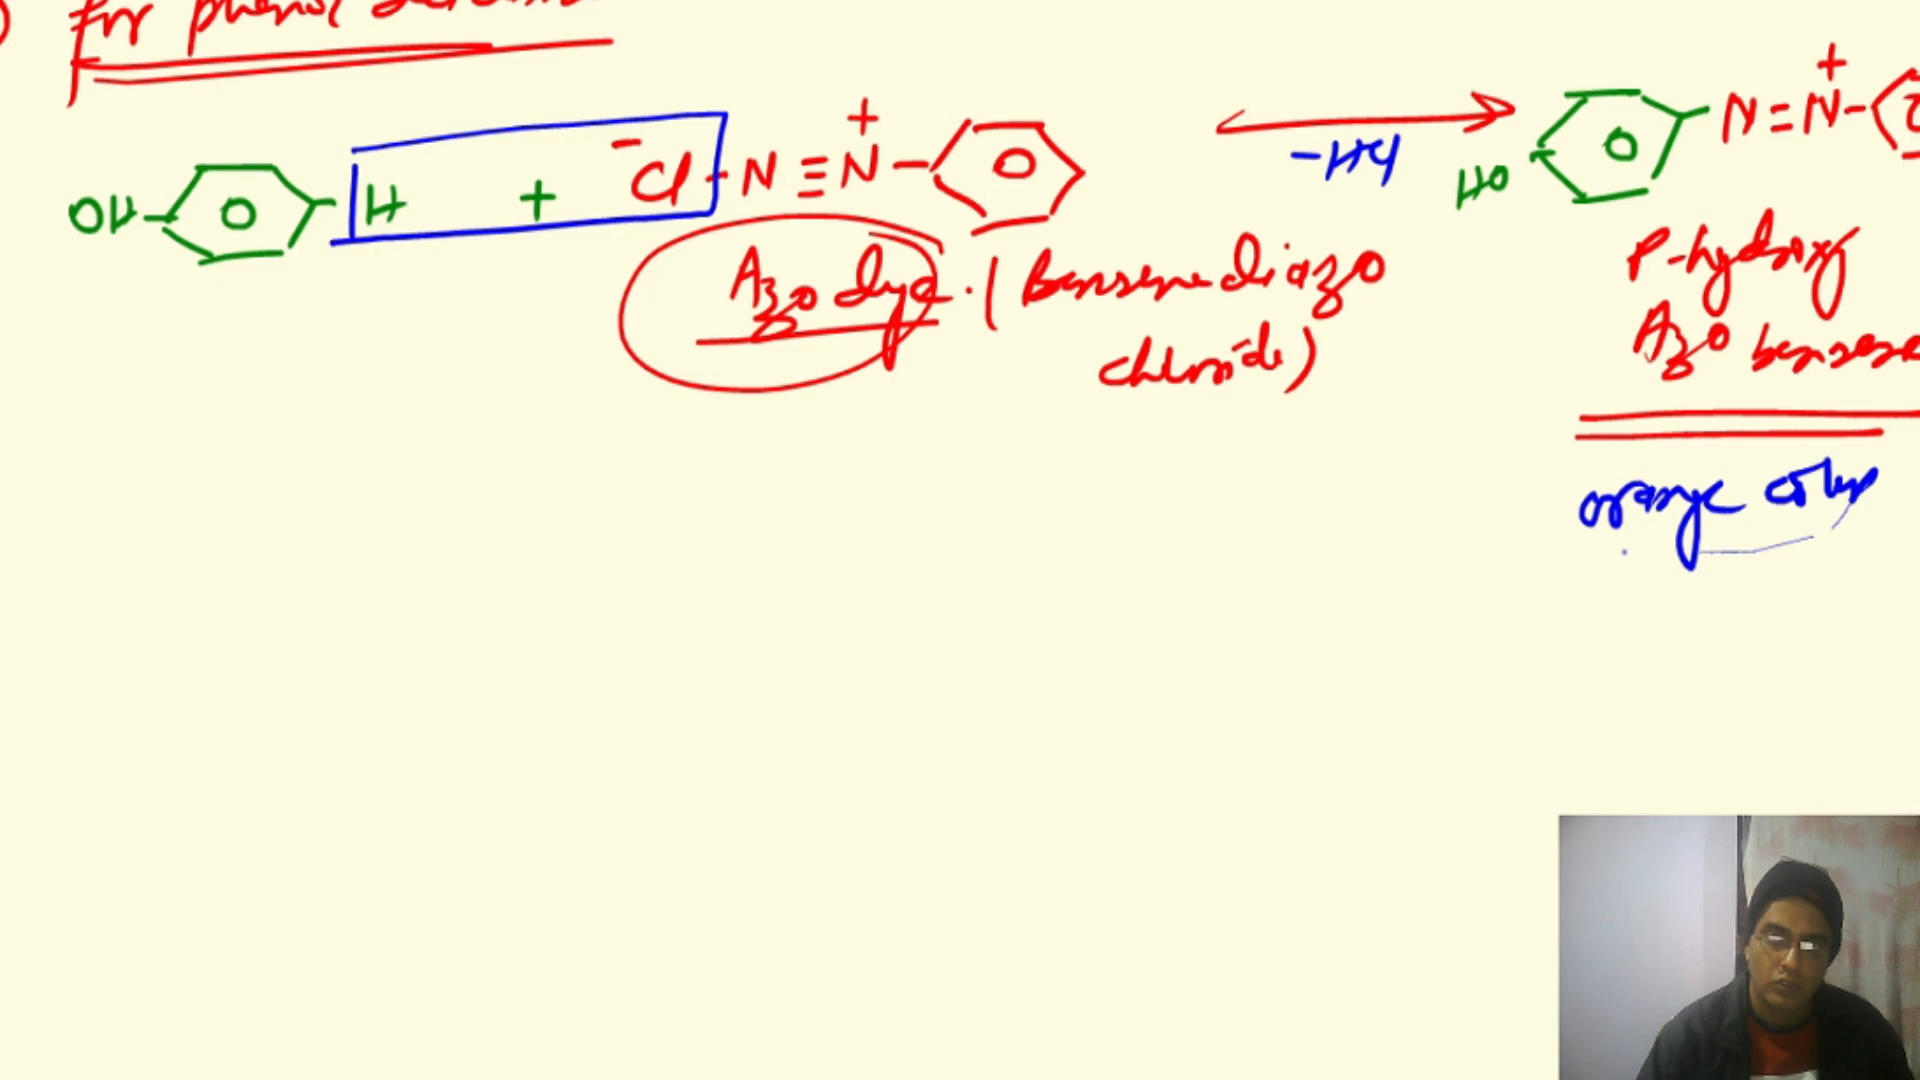 For phenol
OH H + -Cl - N ≡ N+ - -HCl HO N = N+ -
Azo dye. (Benzene diazo
chloride)
P-hydroxy
Azo benzene
orange colour